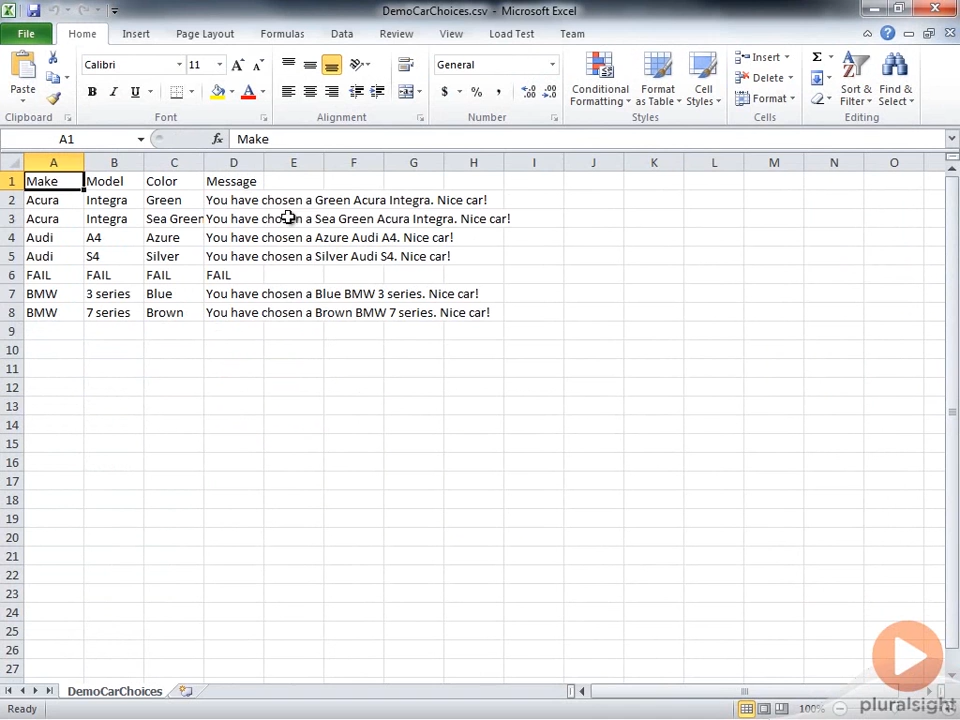 DemoCarChoices.csv - Microsoft Excel
File Home Insert Page Layout Formulas Data Review View Load Test Team
Paste
Clipboard
Calibri 11
A A
B I U A
Font
Alignment
General
$ % ,
Number
Conditional Formatting
Format as Table
Cell Styles
Styles
Insert
Delete
Format
Cells
Σ
Sort & Filter
Find & Select
Editing
A1 fx Make
A B C D E F G H I J K L M N O
1 Make Model Color Message
2 Acura Integra Green You have chosen a Green Acura Integra. Nice car!
3 Acura Integra Sea Green You have chosen a Sea Green Acura Integra. Nice car!
4 Audi A4 Azure You have chosen a Azure Audi A4. Nice car!
5 Audi S4 Silver You have chosen a Silver Audi S4. Nice car!
6 FAIL FAIL FAIL FAIL
7 BMW 3 series Blue You have chosen a Blue BMW 3 series. Nice car!
8 BMW 7 series Brown You have chosen a Brown BMW 7 series. Nice car!
9
10
11
12
13
14
15
16
17
18
19
20
21
22
23
24
25
26
27
DemoCarChoices
Ready 100%
pluralsight